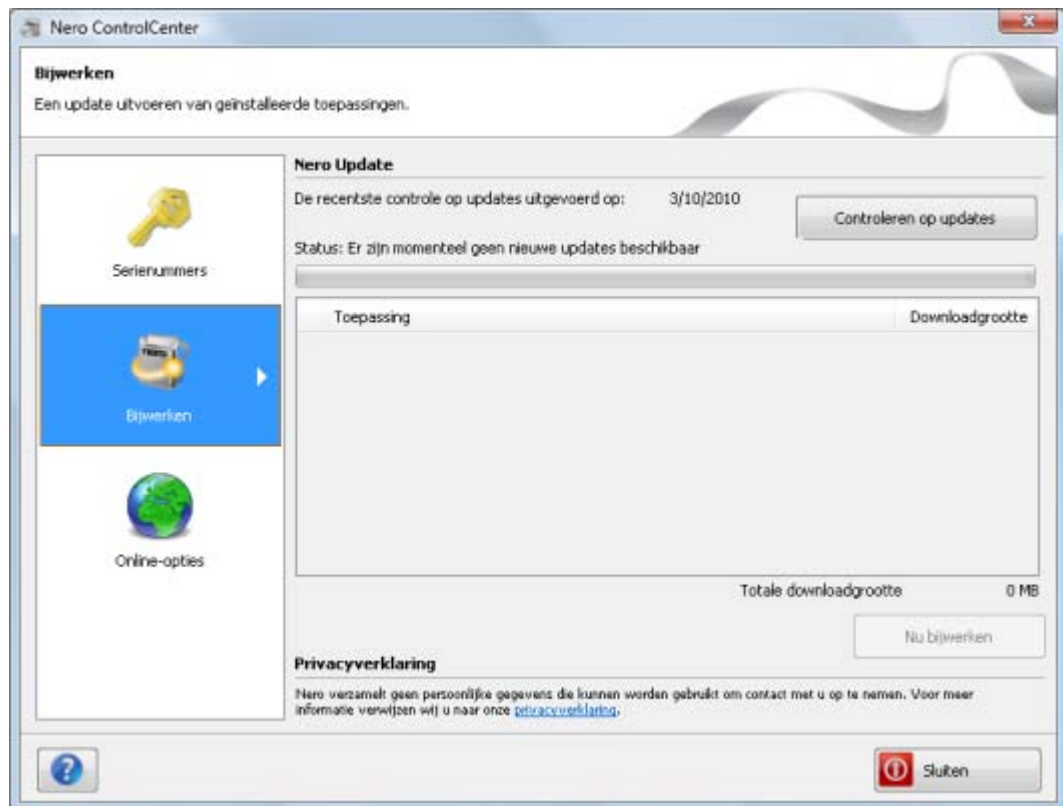 Nero ControlCenter
Bijwerken
Een update uitvoeren van geïnstalleerde toepassingen.
Serienummers
Bijwerken
Online-opties
Nero Update
De recentste controle op updates uitgevoerd op: 3/10/2010
Controleren op updates
Status: Er zijn momenteel geen nieuwe updates beschikbaar
Toepassing Downloadgrootte
Totale downloadgrootte 0 MB
Nu bijwerken
Privacyverklaring
Nero verzamelt geen persoonlijke gegevens die kunnen worden gebruikt om contact met u op te nemen. Voor meer
informatie verwijzen wij u naar onze privacyverklaring.
Sluiten